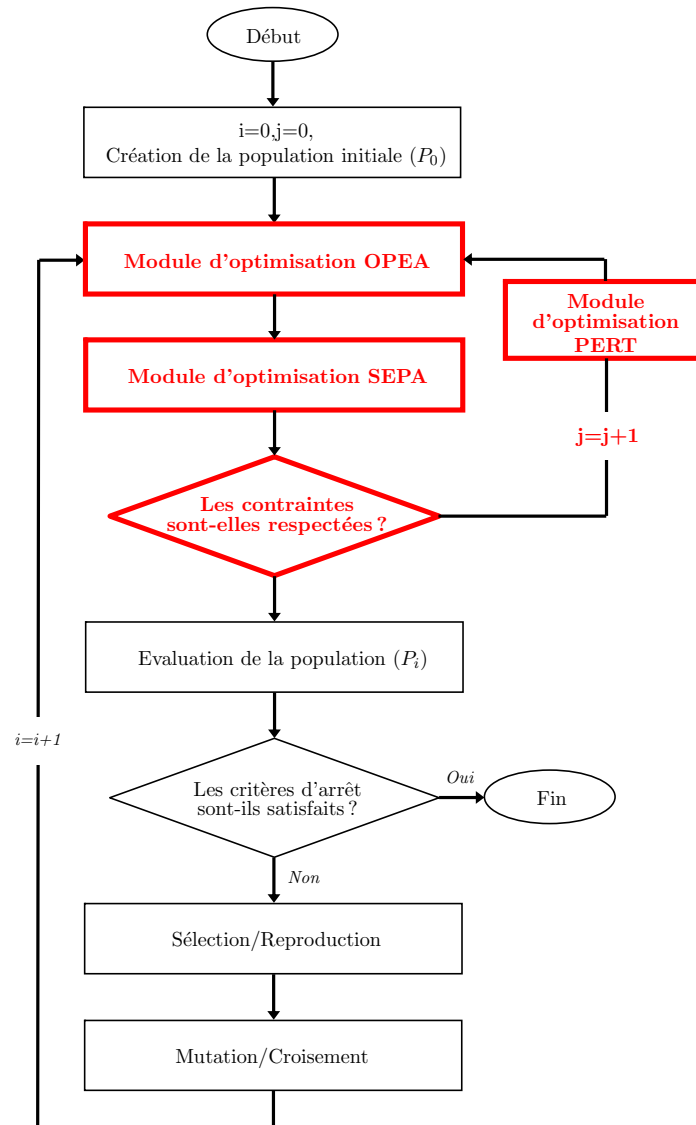 Début
i=0,j=0,
Création de la population initiale (P₀)
Module d'optimisation OPEA
Module
d'optimisation
PERT
Module d'optimisation SEPA
j=j+1
Les contraintes
sont-elles respectées ?
Evaluation de la population (Pᵢ)
i=i+1
Les critères d'arrêt
sont-ils satisfaits ?
Oui
Fin
Non
Sélection/Reproduction
Mutation/Croisement